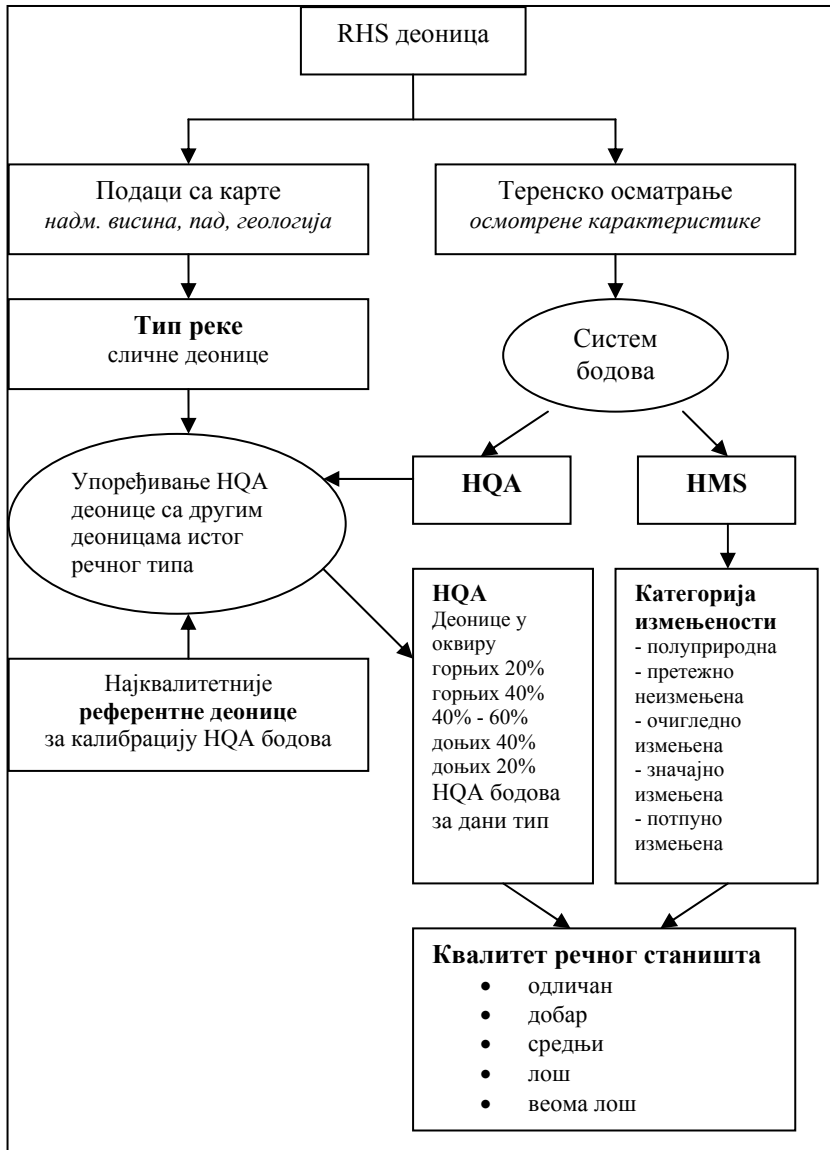 RHS деоница
Подаци са карте
надм. висина, пад, геологија
Теренско осматрање
осмотрене карактеристике
Тип реке
сличне деонице
Систем
бодова
Упоређивање HQA
деонице са другим
деоницама истог
речног типа
HQA
HMS
Најквалитетније
референтне деонице
за калибрацију HQA бодова
HQA
Деонице у
оквиру
горњих 20%
горњих 40%
40% - 60%
доњих 40%
доњих 20%
HQA бодова
за дани тип
Категорија
измењености
- полуприродна
- претежно
неизмењена
- очигледно
измењена
- значајно
измењена
- потпуно
измењена
Квалитет речног станишта
• одличан
• добар
• средњи
• лош
• веома лош